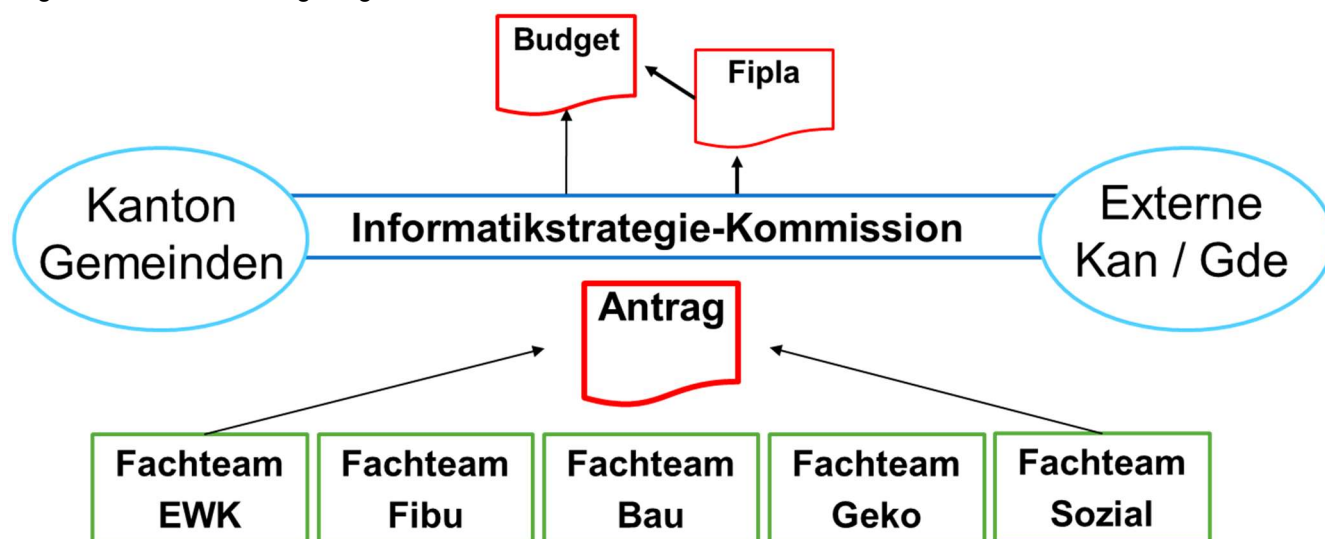 Budget
Fipla
Kanton
Gemeinden
Informatikstrategie-Kommission
Externe
Kan / Gde
Antrag
Fachteam
EWK
Fachteam
Fibu
Fachteam
Bau
Fachteam
Geko
Fachteam
Sozial